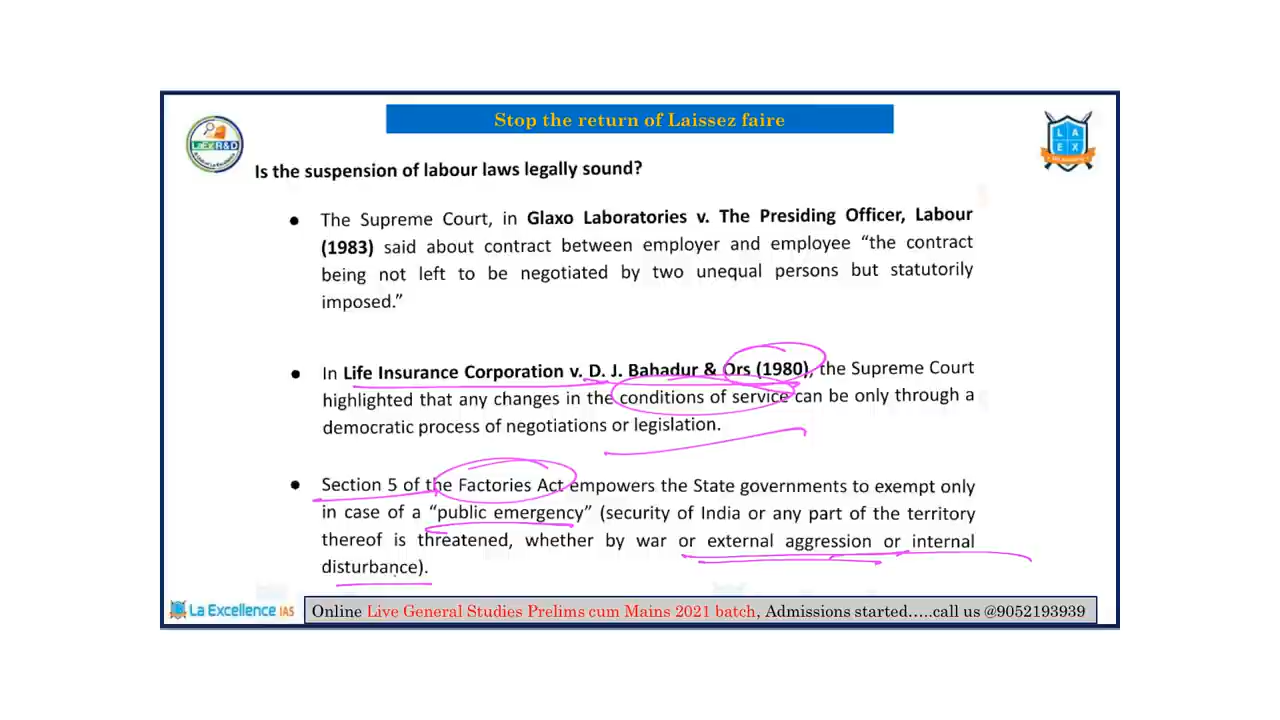 Stop the return of Laissez faire
LaEx R&D
L A
E X
Is the suspension of labour laws legally sound?
● The Supreme Court, in Glaxo Laboratories v. The Presiding Officer, Labour
(1983) said about contract between employer and employee “the contract
being not left to be negotiated by two unequal persons but statutorily
imposed.”
● In Life Insurance Corporation v. D. J. Bahadur & Ors (1980), the Supreme Court
highlighted that any changes in the conditions of service can be only through a
democratic process of negotiations or legislation.
● Section 5 of the Factories Act empowers the State governments to exempt only
in case of a “public emergency” (security of India or any part of the territory
thereof is threatened, whether by war or external aggression or internal
disturbance).
La Excellence IAS
Online Live General Studies Prelims cum Mains 2021 batch, Admissions started…..call us @9052193939